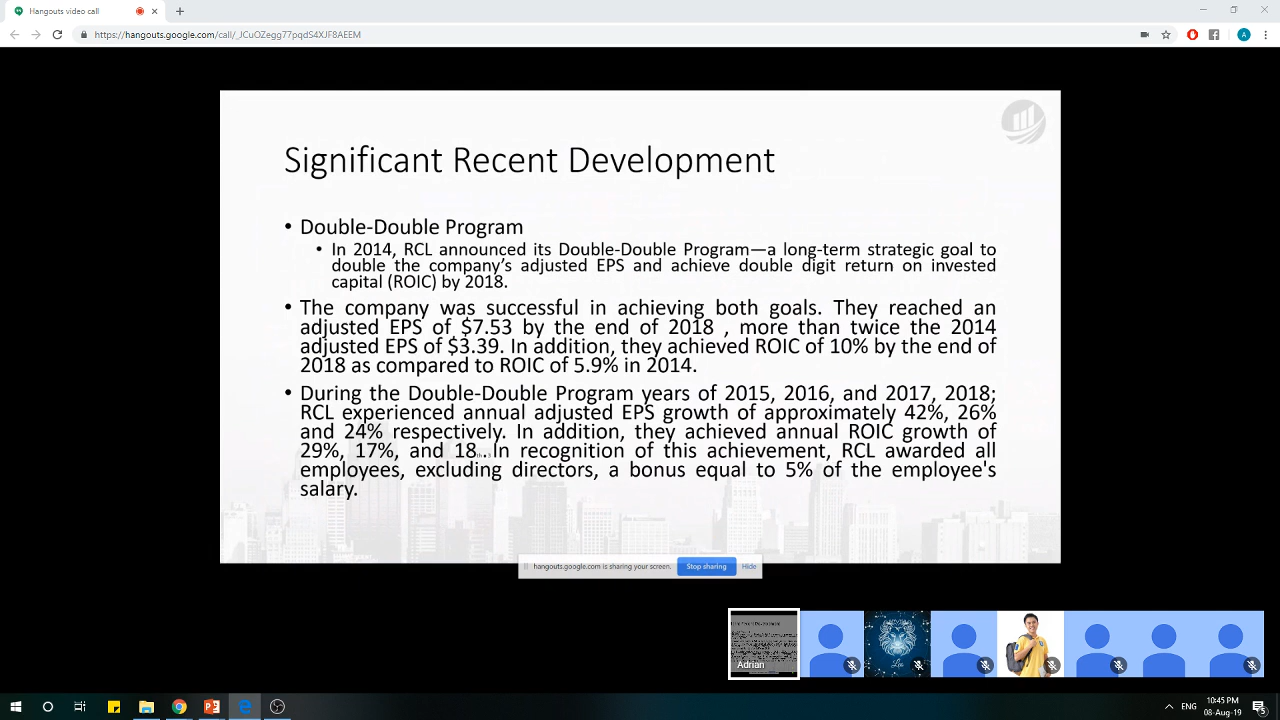 Hangouts video call
https://hangouts.google.com/call/_JCuOZegg77pqdS4XJF8AEEM
A
Significant Recent Development
• Double-Double Program
• In 2014, RCL announced its Double-Double Program—a long-term strategic goal to
double the company's adjusted EPS and achieve double digit return on invested
capital (ROIC) by 2018.
• The company was successful in achieving both goals. They reached an
adjusted EPS of $7.53 by the end of 2018 , more than twice the 2014
adjusted EPS of $3.39. In addition, they achieved ROIC of 10% by the end of
2018 as compared to ROIC of 5.9% in 2014.
• During the Double-Double Program years of 2015, 2016, and 2017, 2018;
RCL experienced annual adjusted EPS growth of approximately 42%, 26%
and 24% respectively. In addition, they achieved annual ROIC growth of
29%, 17%, and 18..In recognition of this achievement, RCL awarded all
employees, excluding directors, a bonus equal to 5% of the employee's
salary.
hangouts.google.com is sharing your screen. Stop sharing Hide
Adrian
Leo
ENG 10:45 PM
08-Aug-19